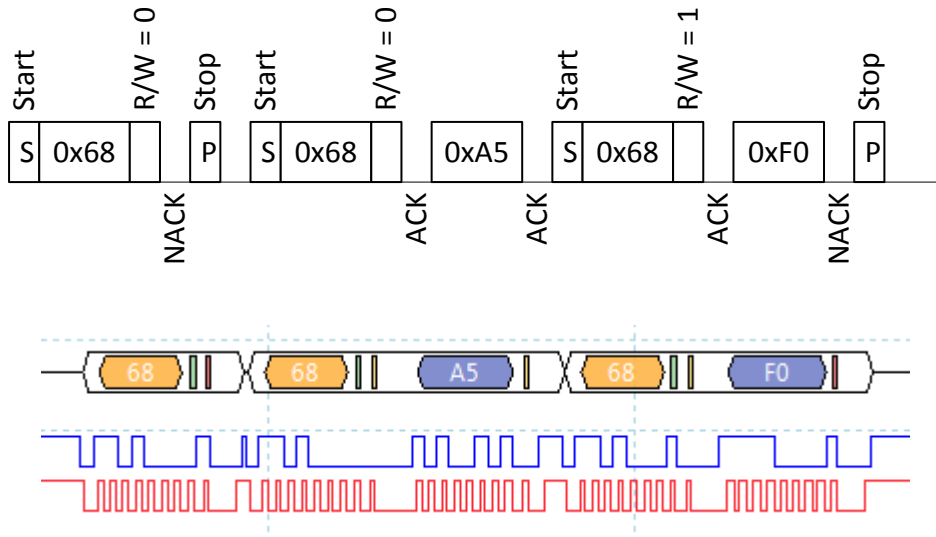 Start
R/W = 0
Stop
Start
R/W = 0
Start
R/W = 1
Stop
S 0x68 P S 0x68 0xA5 S 0x68 0xF0 P
NACK
ACK
ACK
ACK
NACK
68 68 A5 68 F0